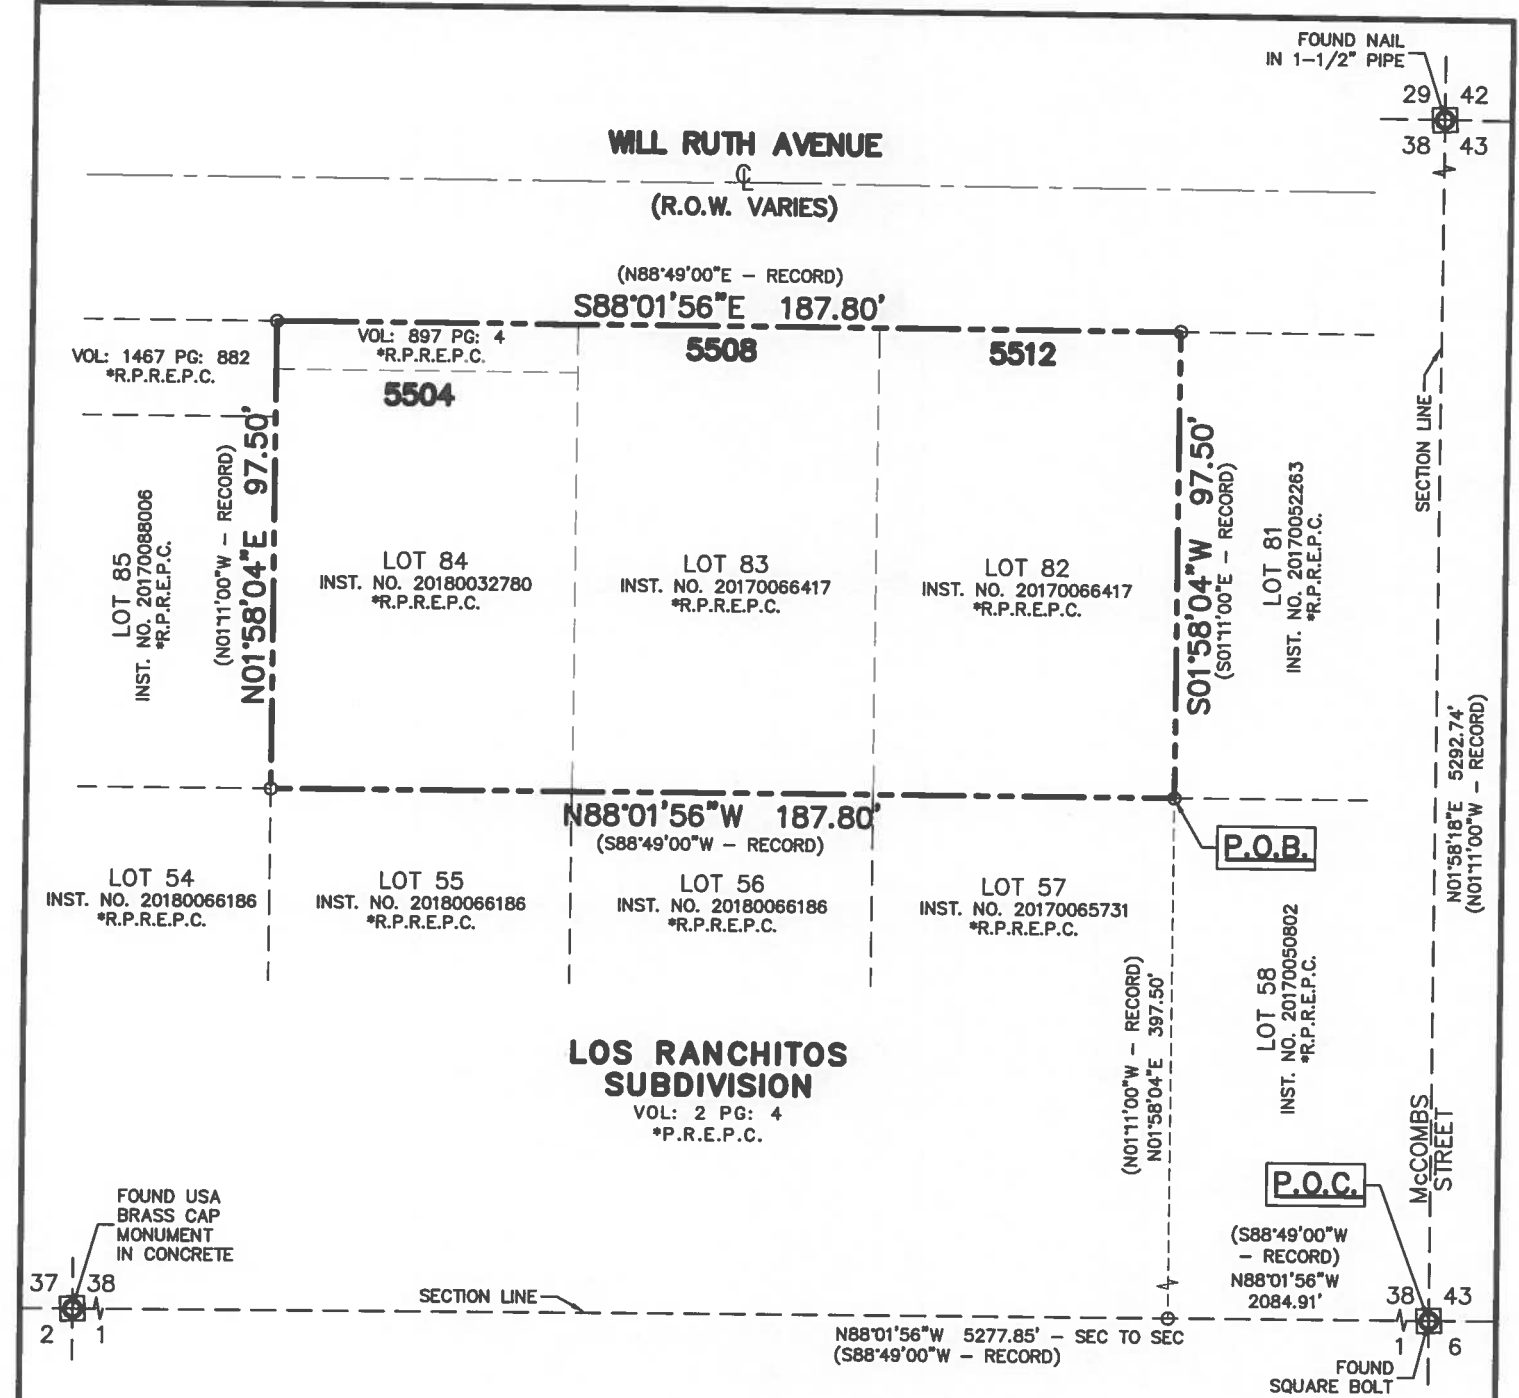 FOUND NAIL
IN 1-1/2" PIPE
29 42
38 43
WILL RUTH AVENUE
℄
(R.O.W. VARIES)
(N88°49'00"E - RECORD)
S88°01'56"E 187.80'
VOL: 1467 PG: 882
*R.P.R.E.P.C.
VOL: 897 PG: 4
*R.P.R.E.P.C.
5504
5508
5512
SECTION LINE
LOT 85
INST. NO. 20170088006
*R.P.R.E.P.C.
(N01°11'00"W - RECORD)
N01°58'04"E 97.50'
LOT 84
INST. NO. 20180032780
*R.P.R.E.P.C.
LOT 83
INST. NO. 20170066417
*R.P.R.E.P.C.
LOT 82
INST. NO. 20170066417
*R.P.R.E.P.C.
S01°58'04"W 97.50'
(S01°11'00"E - RECORD)
LOT 81
INST. NO. 20170052263
*R.P.R.E.P.C.
N01°58'18"E 5292.74'
(N01°11'00"W - RECORD)
N88°01'56"W 187.80'
(S88°49'00"W - RECORD)
P.O.B.
LOT 54
INST. NO. 20180066186
*R.P.R.E.P.C.
LOT 55
INST. NO. 20180066186
*R.P.R.E.P.C.
LOT 56
INST. NO. 20180066186
*R.P.R.E.P.C.
LOT 57
INST. NO. 20170065731
*R.P.R.E.P.C.
LOT 58
INST. NO. 20170050802
*R.P.R.E.P.C.
(N01°11'00"W - RECORD)
N01°58'04"E 397.50'
LOS RANCHITOS
SUBDIVISION
VOL: 2 PG: 4
*P.R.E.P.C.
McCOMBS
STREET
P.O.C.
FOUND USA
BRASS CAP
MONUMENT
IN CONCRETE
(S88°49'00"W
- RECORD)
N88°01'56"W
2084.91'
37 38
2 1
SECTION LINE
38 43
1 6
N88°01'56"W 5277.85' - SEC TO SEC
(S88°49'00"W - RECORD)
FOUND
SQUARE BOLT